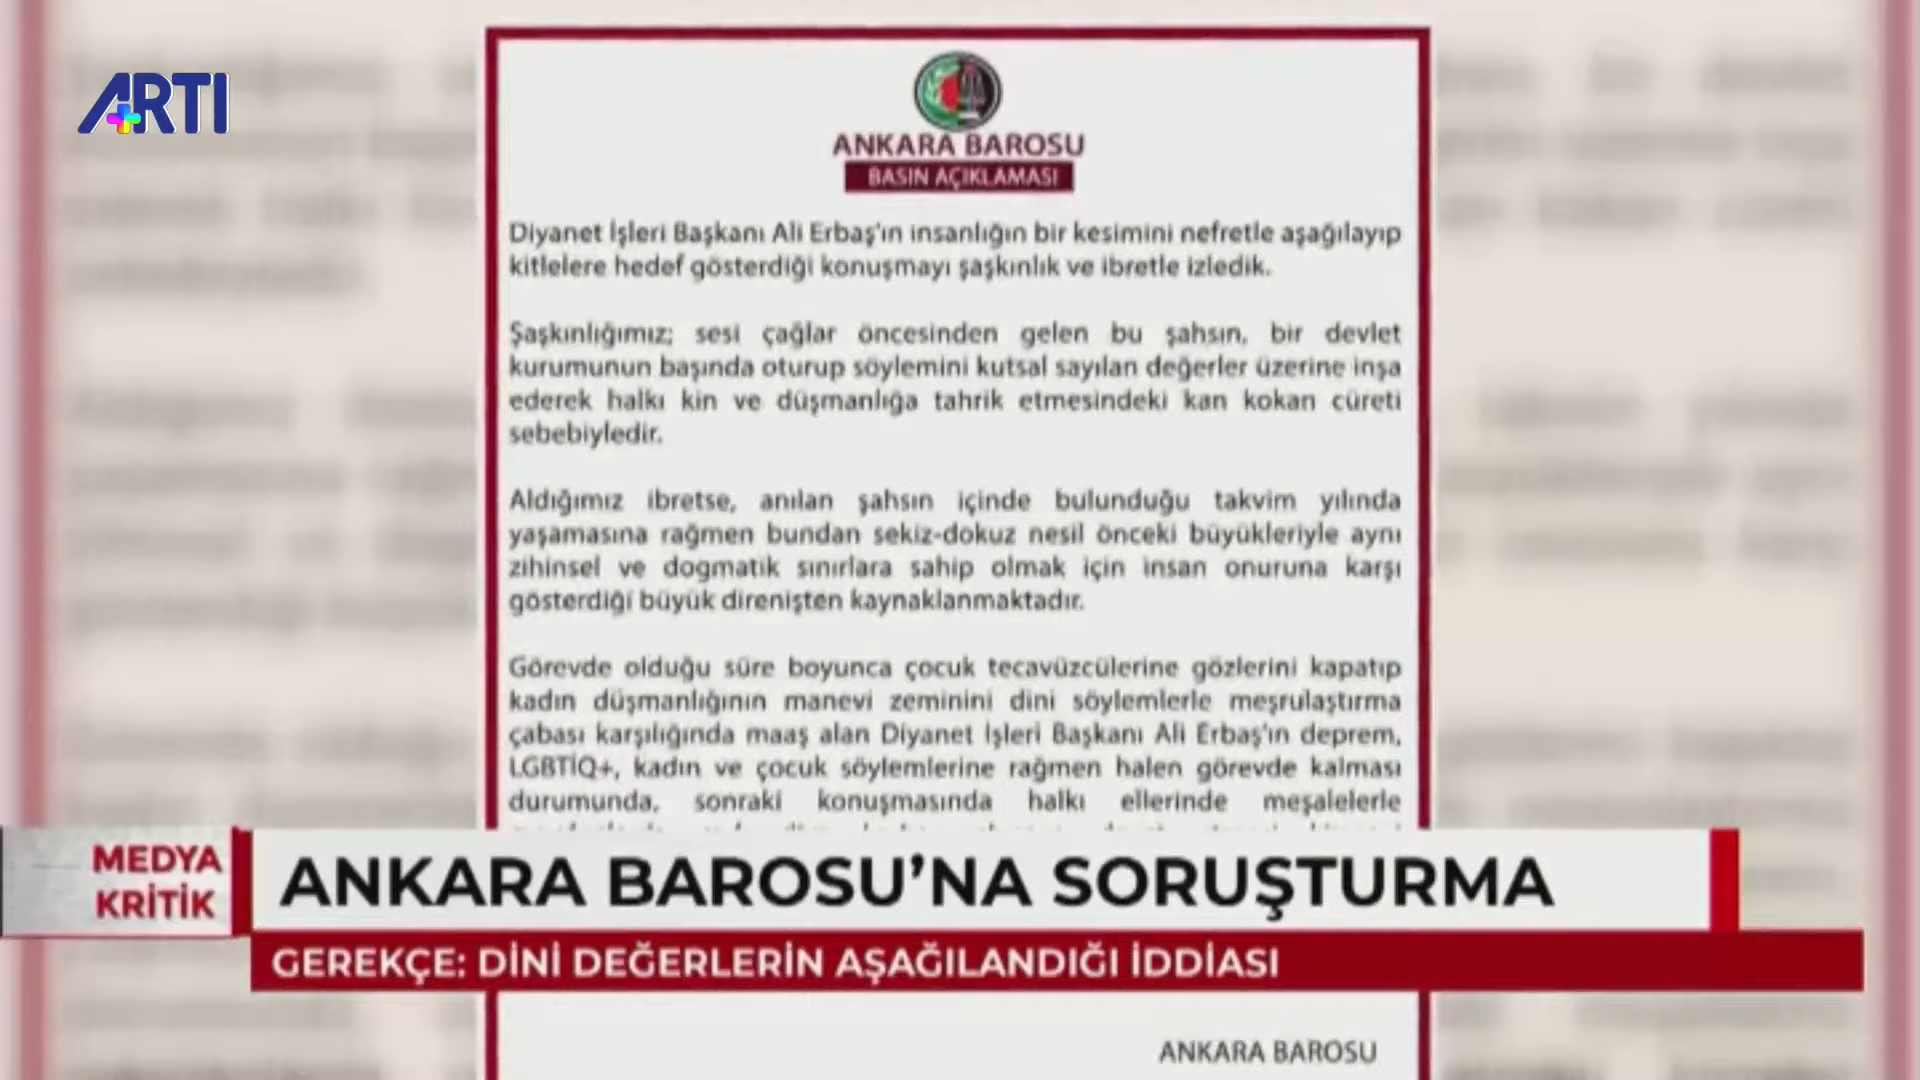 ARTI
ANKARA BAROSU
BASIN AÇIKLAMASI
Diyanet İşleri Başkanı Ali Erbaş'ın insanlığın bir kesimini nefretle aşağılayıp
kitlelere hedef gösterdiği konuşmayı şaşkınlık ve ibretle izledik.
Şaşkınlığımız; sesi çağlar öncesinden gelen bu şahsın, bir devlet
kurumunun başında oturup söylemini kutsal sayılan değerler üzerine inşa
ederek halkı kin ve düşmanlığa tahrik etmesindeki kan kokan cüreti
sebebiyledir.
Aldığımız ibretse, anılan şahsın içinde bulunduğu takvim yılında
yaşamasına rağmen bundan sekiz-dokuz nesil önceki büyükleriyle aynı
zihinsel ve dogmatik sınırlara sahip olmak için insan onuruna karşı
gösterdiği büyük direnişten kaynaklanmaktadır.
Görevde olduğu süre boyunca çocuk tecavüzcülerine gözlerini kapatıp
kadın düşmanlığının manevi zeminini dini söylemlerle meşrulaştırma
çabası karşılığında maaş alan Diyanet İşleri Başkanı Ali Erbaş'ın deprem,
LGBTİQ+, kadın ve çocuk söylemlerine rağmen halen görevde kalması
durumunda, sonraki konuşmasında halkı ellerinde meşalelerle
MEDYA
KRİTİK
ANKARA BAROSU'NA SORUŞTURMA
GEREKÇE: DİNİ DEĞERLERİN AŞAĞILANDIĞI İDDİASI
ANKARA BAROSU